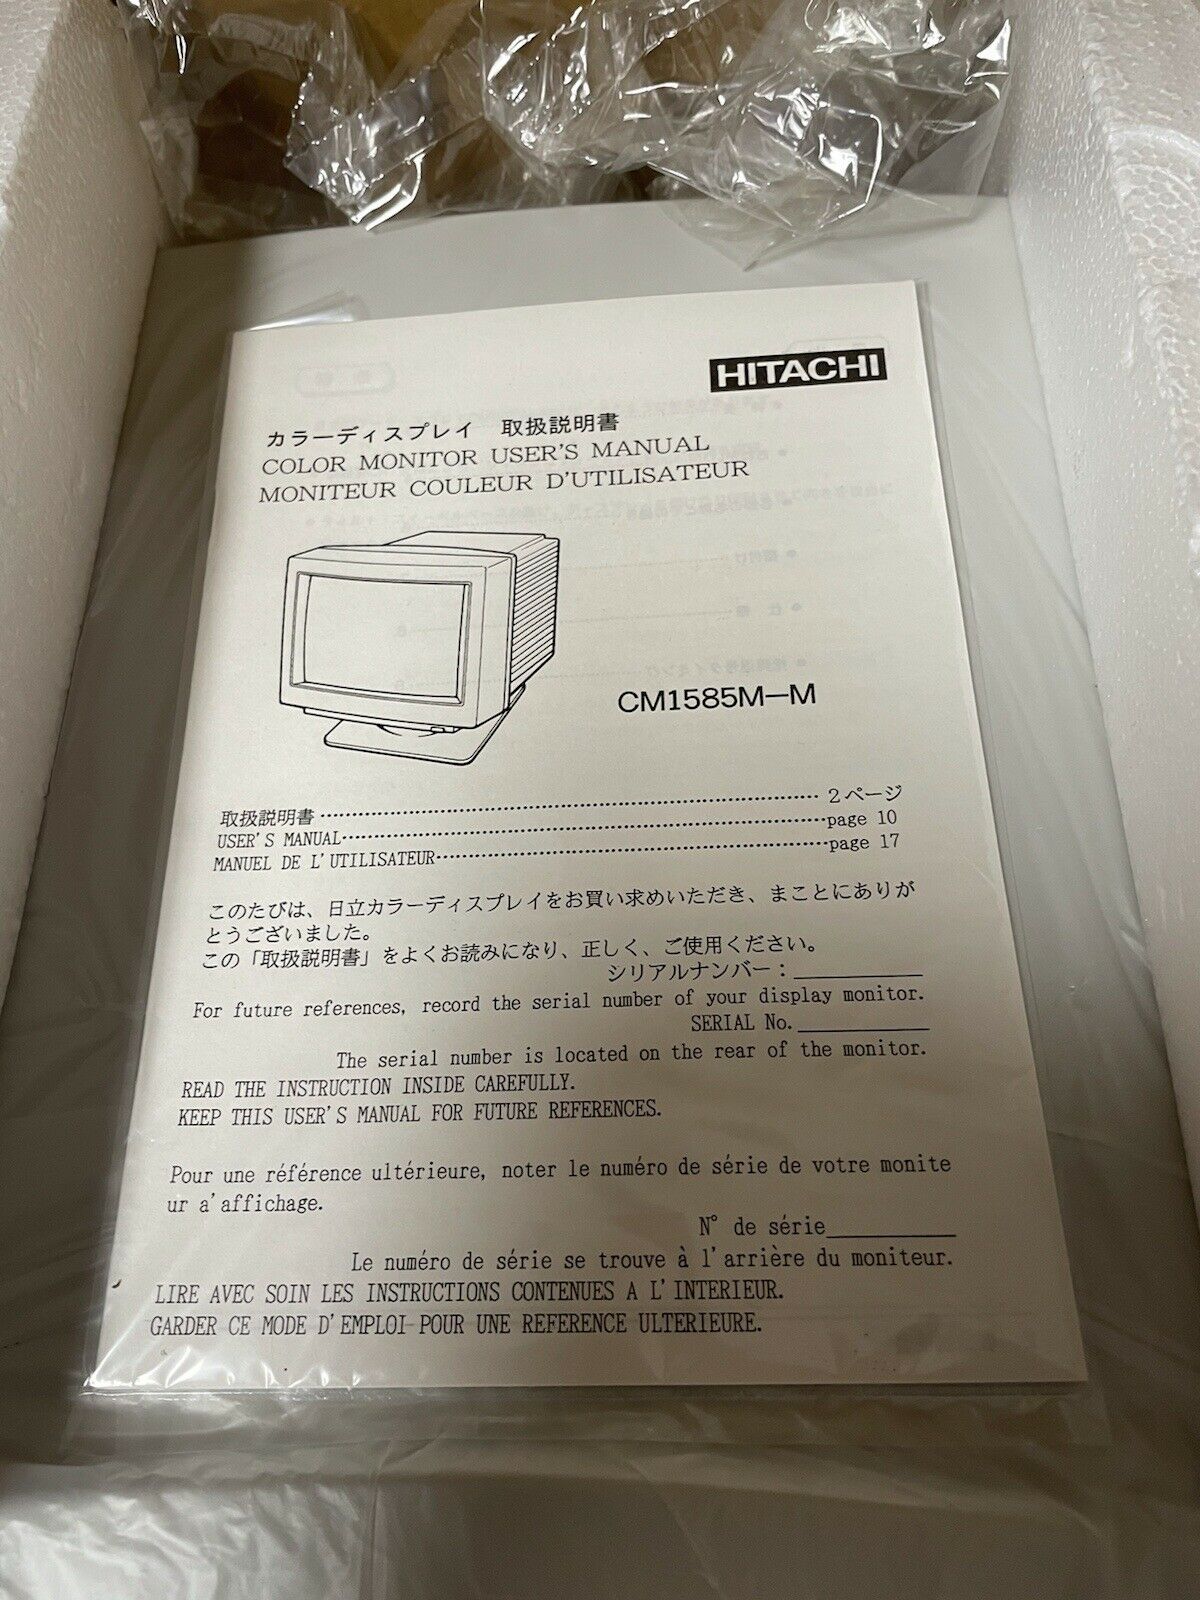 HITACHI
カラーディスプレイ 取扱説明書
COLOR MONITOR USER'S MANUAL
MONITEUR COULEUR D'UTILISATEUR
CM1585M-M
取扱説明書 ………………………………………………… 2ページ
USER'S MANUAL…………………………………………………page 10
MANUEL DE L'UTILISATEUR…………………………………………page 17
このたびは、日立カラーディスプレイをお買い求めいただき、まことにありが
とうございました。
この「取扱説明書」をよくお読みになり、正しく、ご使用ください。
シリアルナンバー：____________
For future references, record the serial number of your display monitor.
SERIAL No.____________
The serial number is located on the rear of the monitor.
READ THE INSTRUCTION INSIDE CAREFULLY.
KEEP THIS USER'S MANUAL FOR FUTURE REFERENCES.
Pour une référence ultérieure, noter le numéro de série de votre monite
ur a'affichage.
N° de série____________
Le numéro de série se trouve à l'arrière du moniteur.
LIRE AVEC SOIN LES INSTRUCTIONS CONTENUES A L'INTERIEUR.
GARDER CE MODE D'EMPLOI POUR UNE REFERENCE ULTERIEURE.